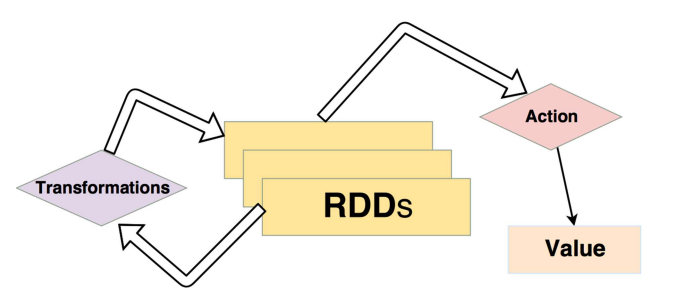 Action
Transformations
RDDs
Value